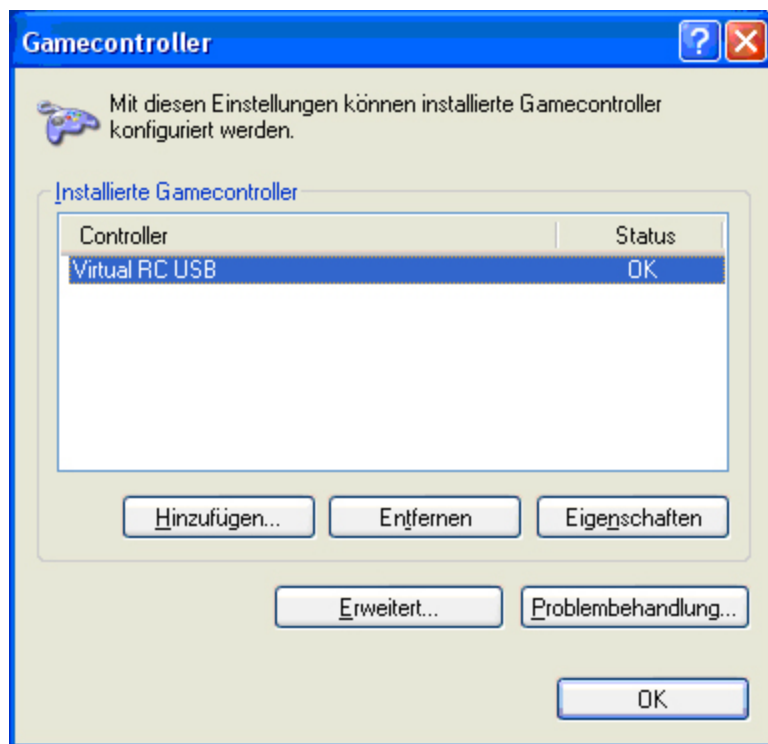 Gamecontroller
Mit diesen Einstellungen können installierte Gamecontroller
konfiguriert werden.
Installierte Gamecontroller
Controller Status
Virtual RC USB OK
Hinzufügen... Entfernen Eigenschaften
Erweitert... Problembehandlung...
OK